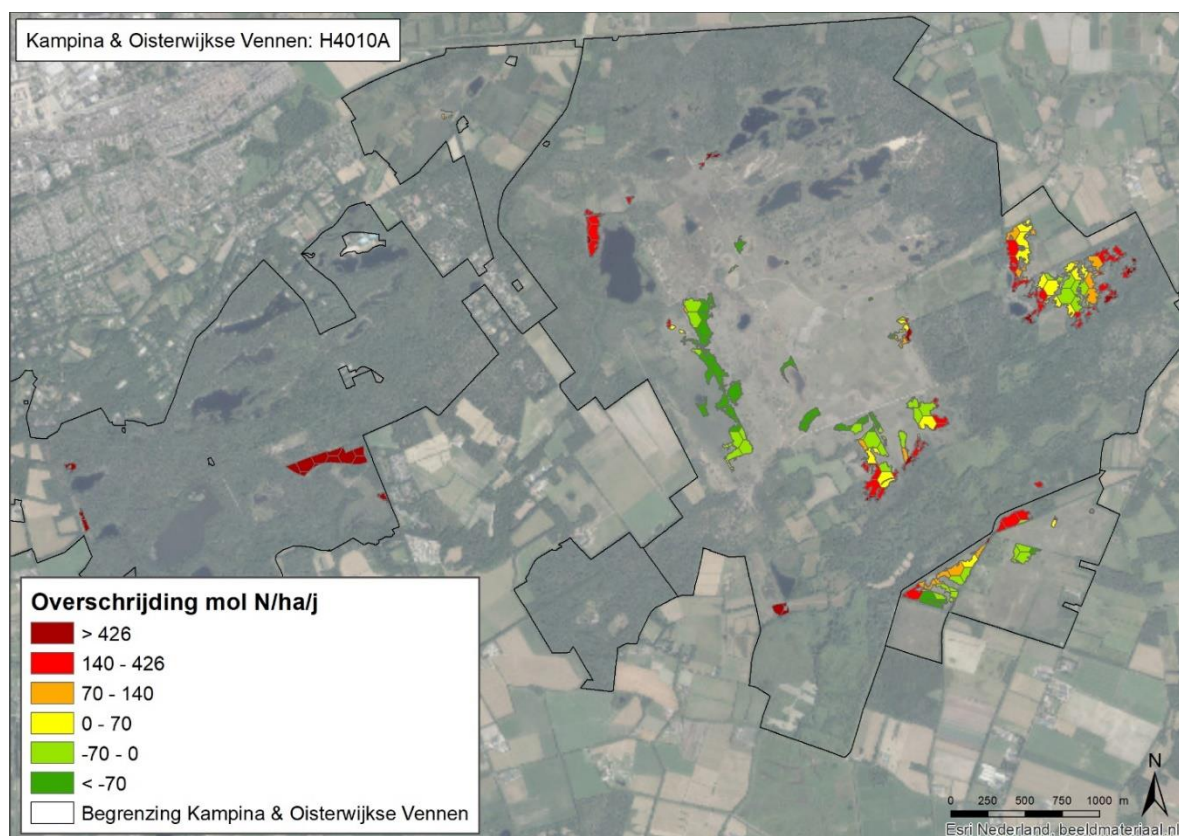 Kampina & Oisterwijkse Vennen: H4010A
Overschrijding mol N/ha/j
> 426
140 - 426
70 - 140
0 - 70
-70 - 0
< -70
Begrenzing Kampina & Oisterwijkse Vennen
N
0 250 500 750 1000 m
Esri Nederland, beeldmateriaal.nl